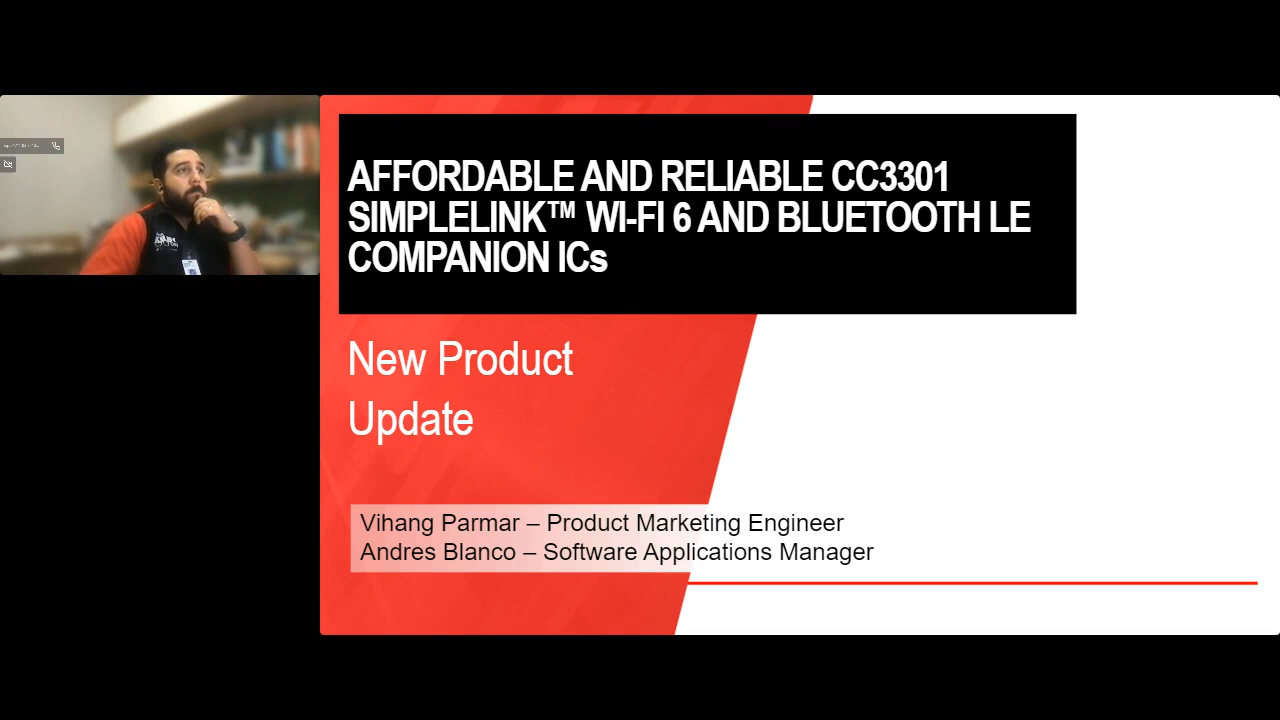 AFFORDABLE AND RELIABLE CC3301
SIMPLELINK™ WI-FI 6 AND BLUETOOTH LE
COMPANION ICs
New Product
Update
Vihang Parmar – Product Marketing Engineer
Andres Blanco – Software Applications Manager